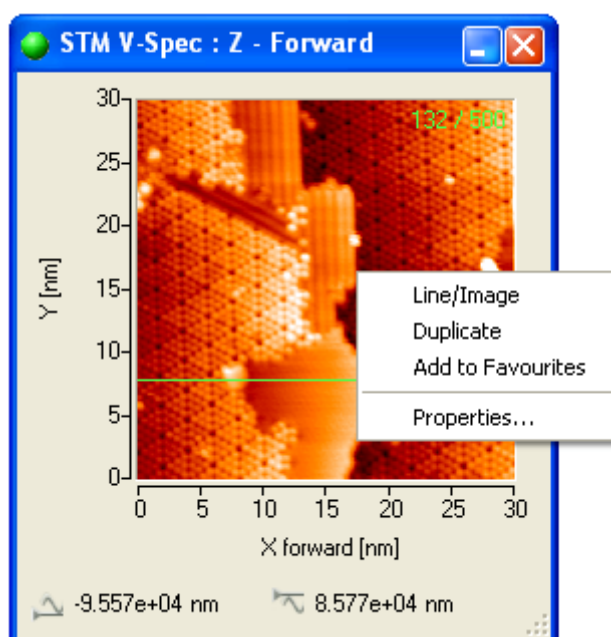 STM V-Spec : Z - Forward
132 / 500
30
25
20
15
10
5
0
Y [nm]
0 5 10 15 20 25 30
X forward [nm]
Line/Image
Duplicate
Add to Favourites
Properties...
-9.557e+04 nm 8.577e+04 nm